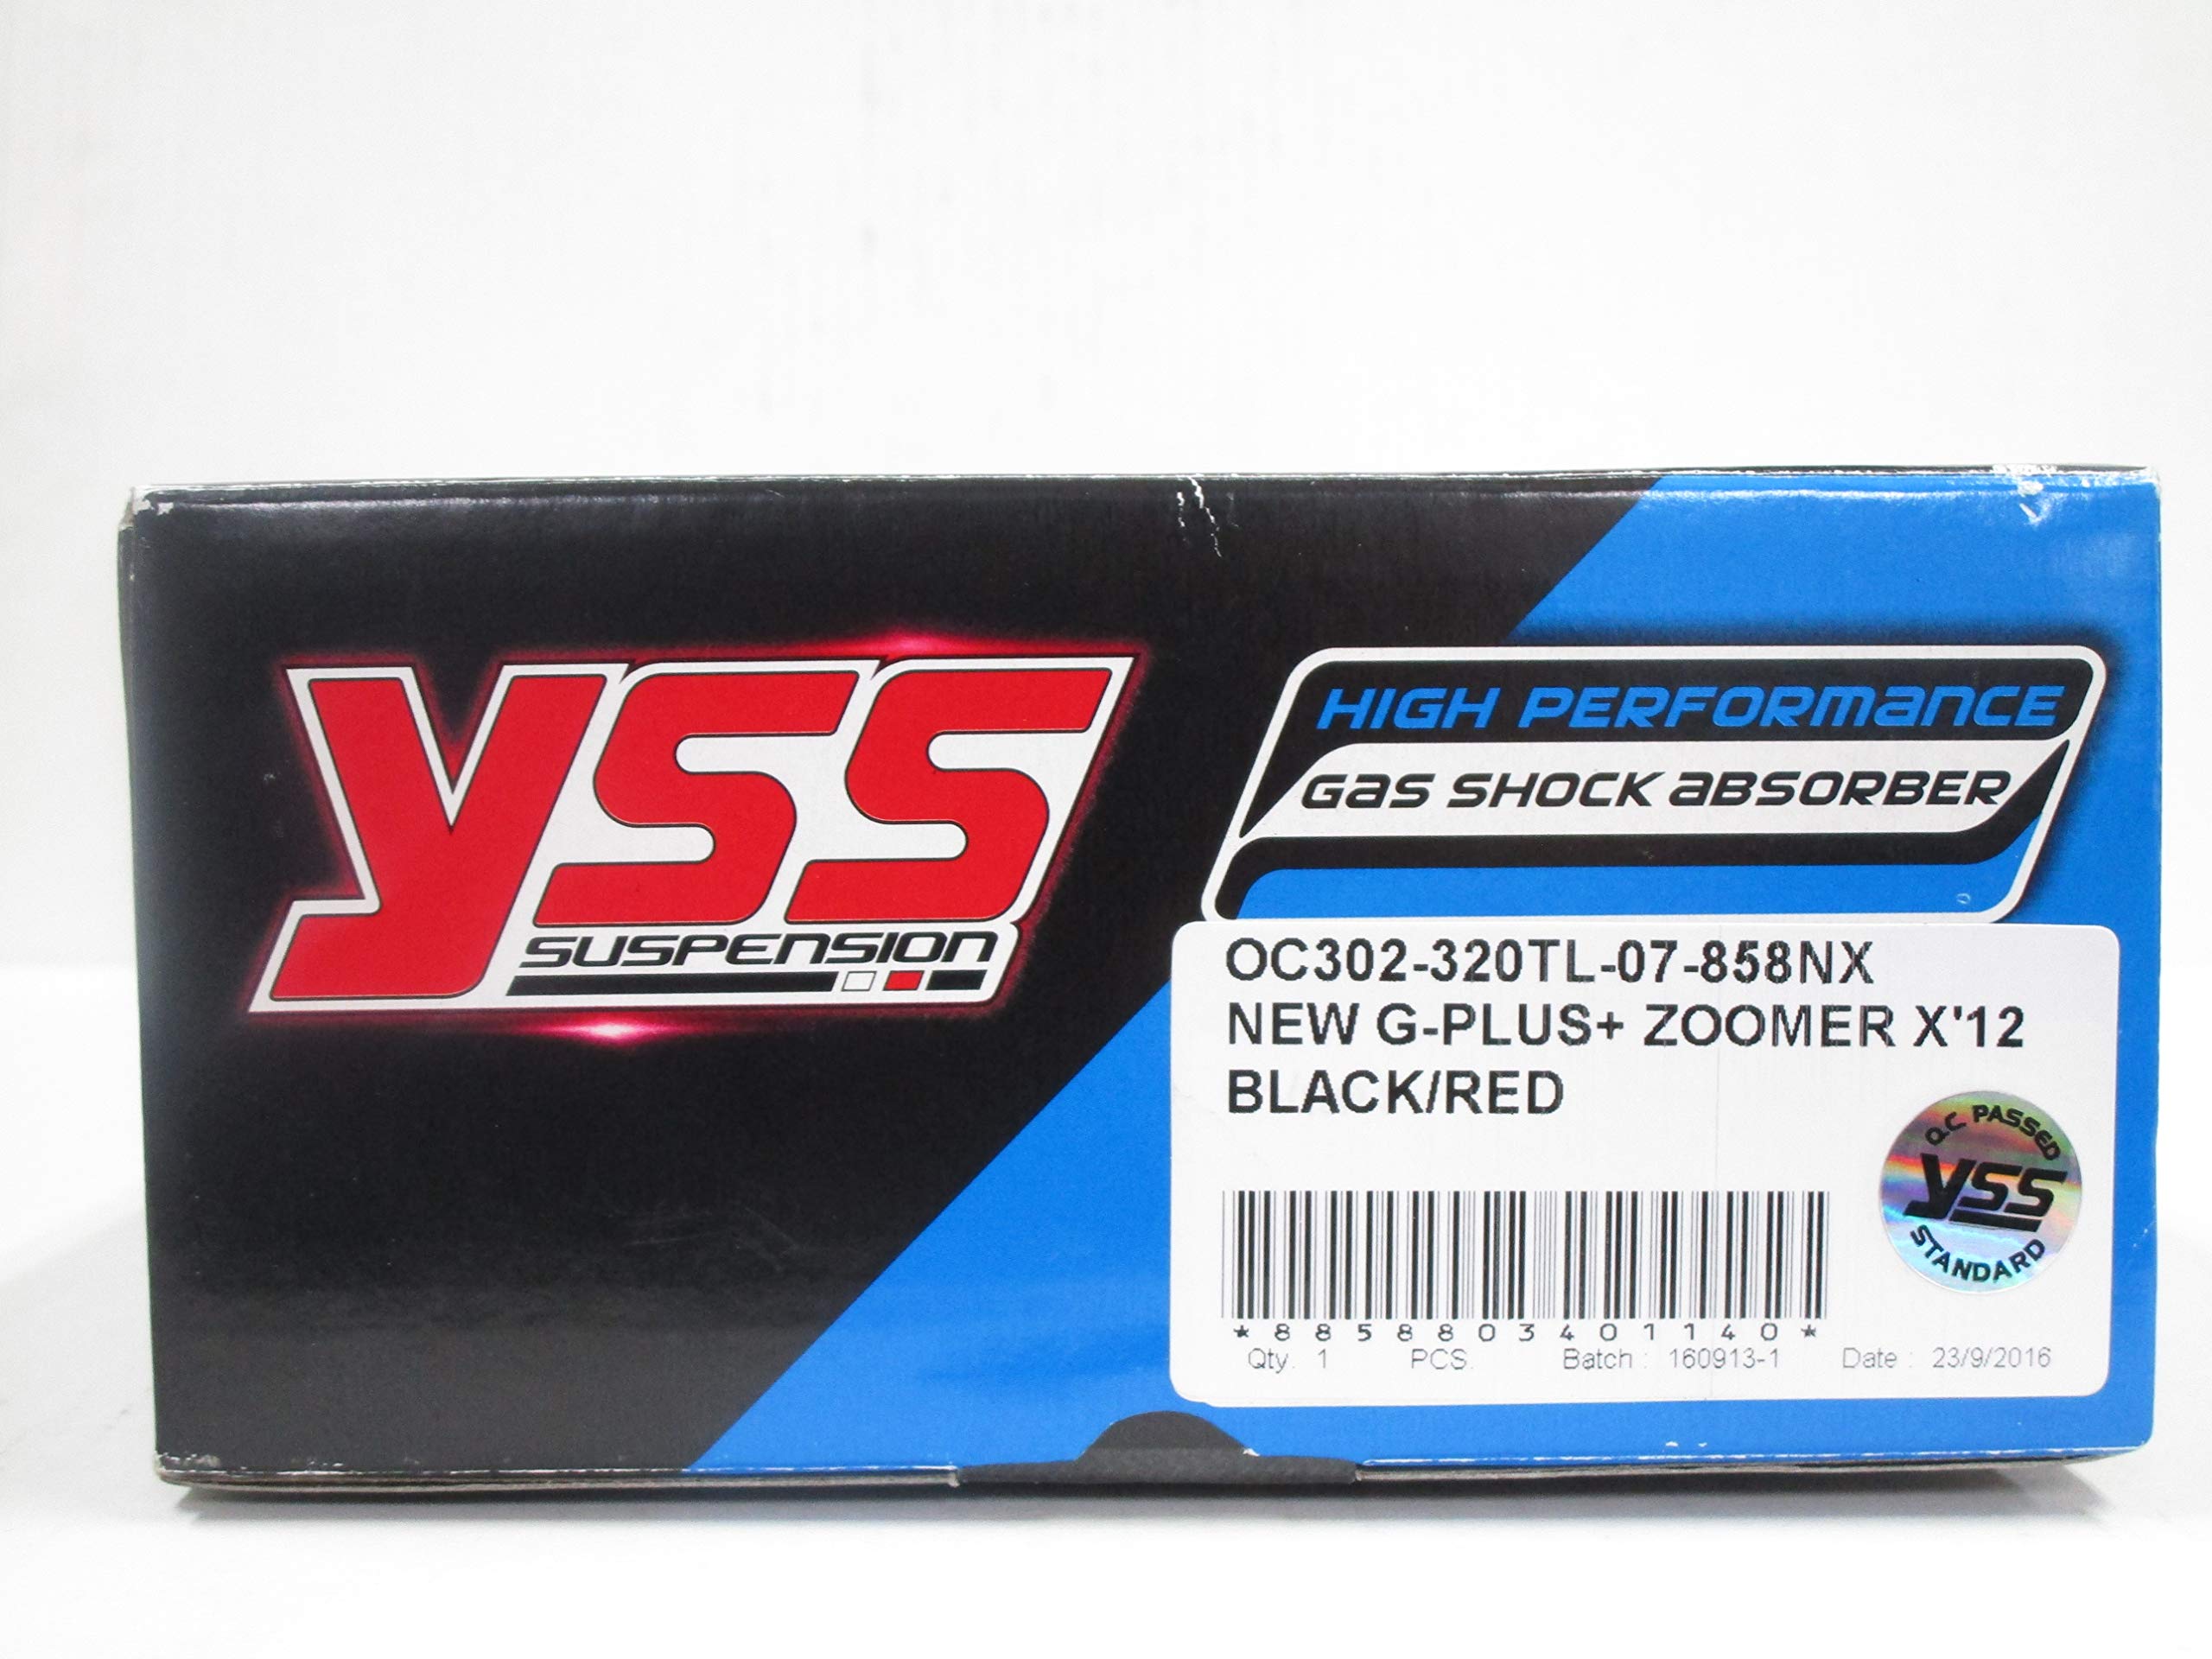 YSS
SUSPENSION
HIGH PERFORMANCE
GAS SHOCK ABSORBER
OC302-320TL-07-858NX
NEW G-PLUS+ ZOOMER X'12
BLACK/RED
QC PASSED
YSS
STANDARD
*8858803401140*
Qty. 1 PCS. Batch : 160913-1 Date : 23/9/2016